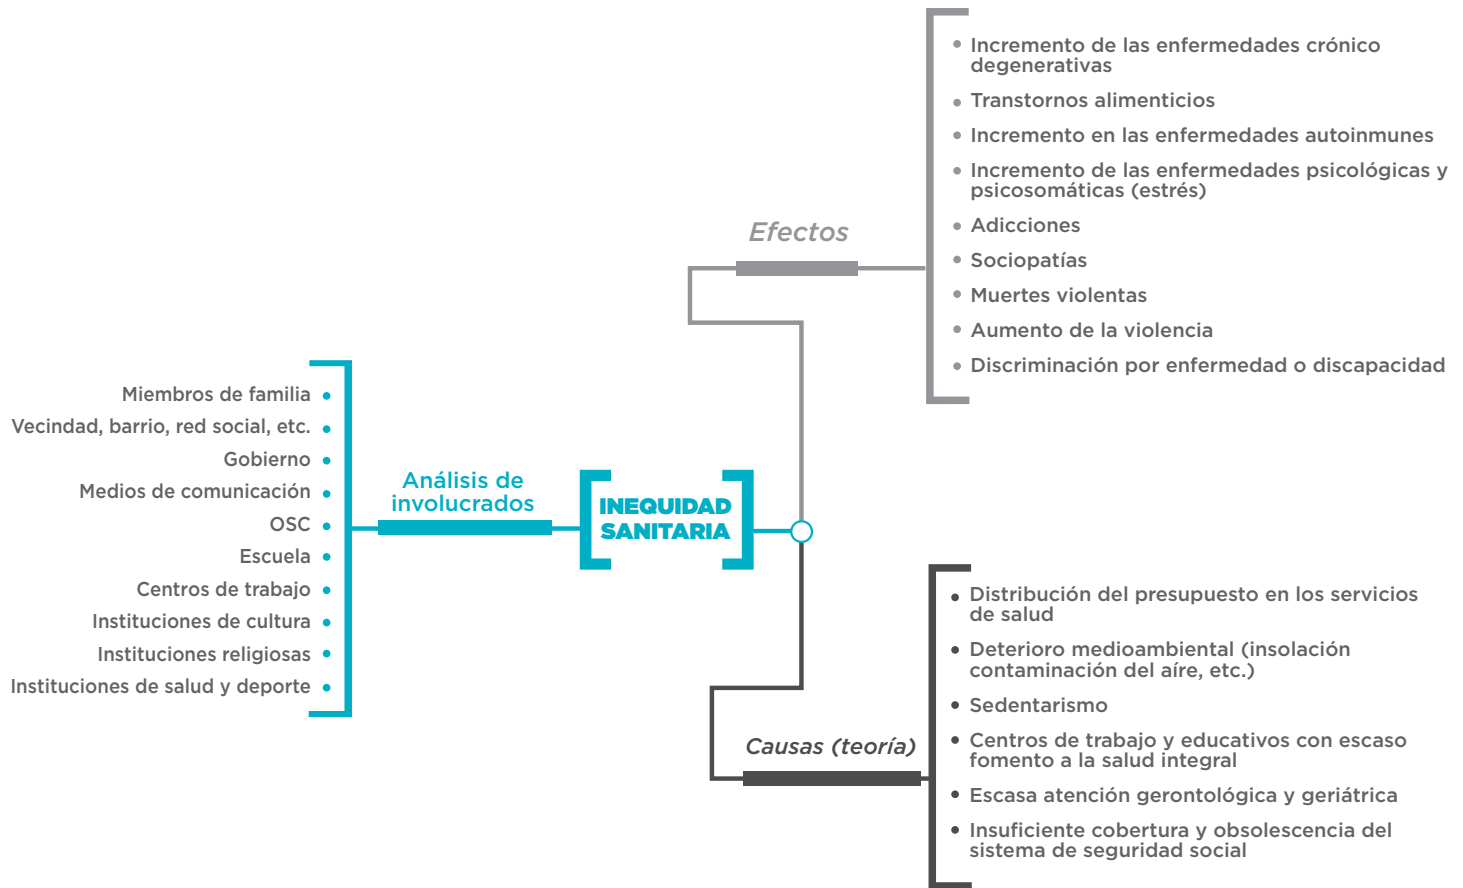 Efectos
Incremento de las enfermedades crónico
degenerativas
Transtornos alimenticios
Incremento en las enfermedades autoinmunes
Incremento de las enfermedades psicológicas y
psicosomáticas (estrés)
Adicciones
Sociopatías
Muertes violentas
Aumento de la violencia
Discriminación por enfermedad o discapacidad
Miembros de familia
Vecindad, barrio, red social, etc.
Gobierno
Medios de comunicación
OSC
Escuela
Centros de trabajo
Instituciones de cultura
Instituciones religiosas
Instituciones de salud y deporte
Análisis de
involucrados
INEQUIDAD
SANITARIA
Causas (teoría)
Distribución del presupuesto en los servicios
de salud
Deterioro medioambiental (insolación
contaminación del aíre, etc.)
Sedentarismo
Centros de trabajo y educativos con escaso
fomento a la salud integral
Escasa atención gerontológica y geriátrica
Insuficiente cobertura y obsolescencia del
sistema de seguridad social